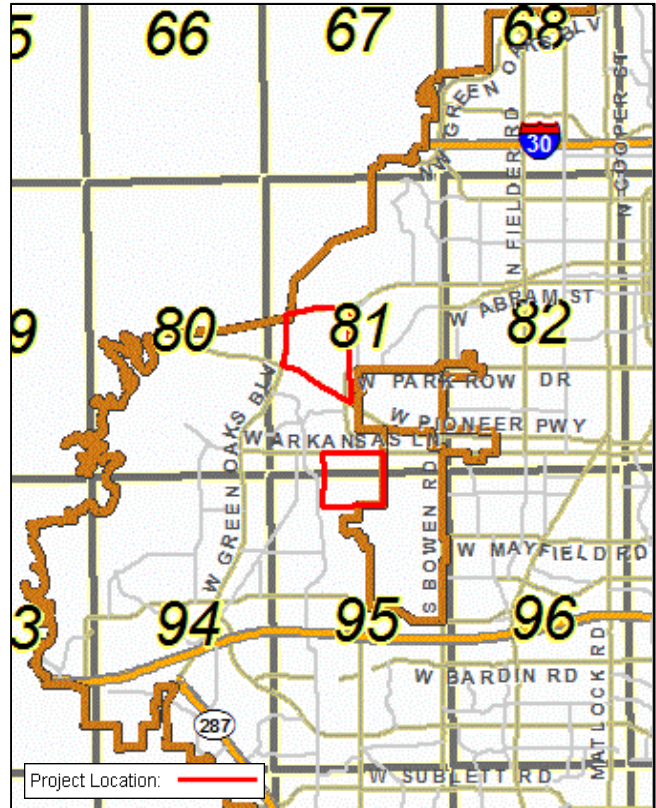 5
66
67
68
W GREEN OAKS BLV
30
N FIELDER RD
N COOPER ST
9
80
81
W ABRAM ST
82
W PARK ROW DR
W PIONEER PWY
W ARKANSAS LN
W GREEN OAKS BLV
S BOWEN RD
W MAYFIELD RD
3
94
95
96
W BARDIN RD
MATLOCK RD
287
W SUBLETT RD
Project Location: